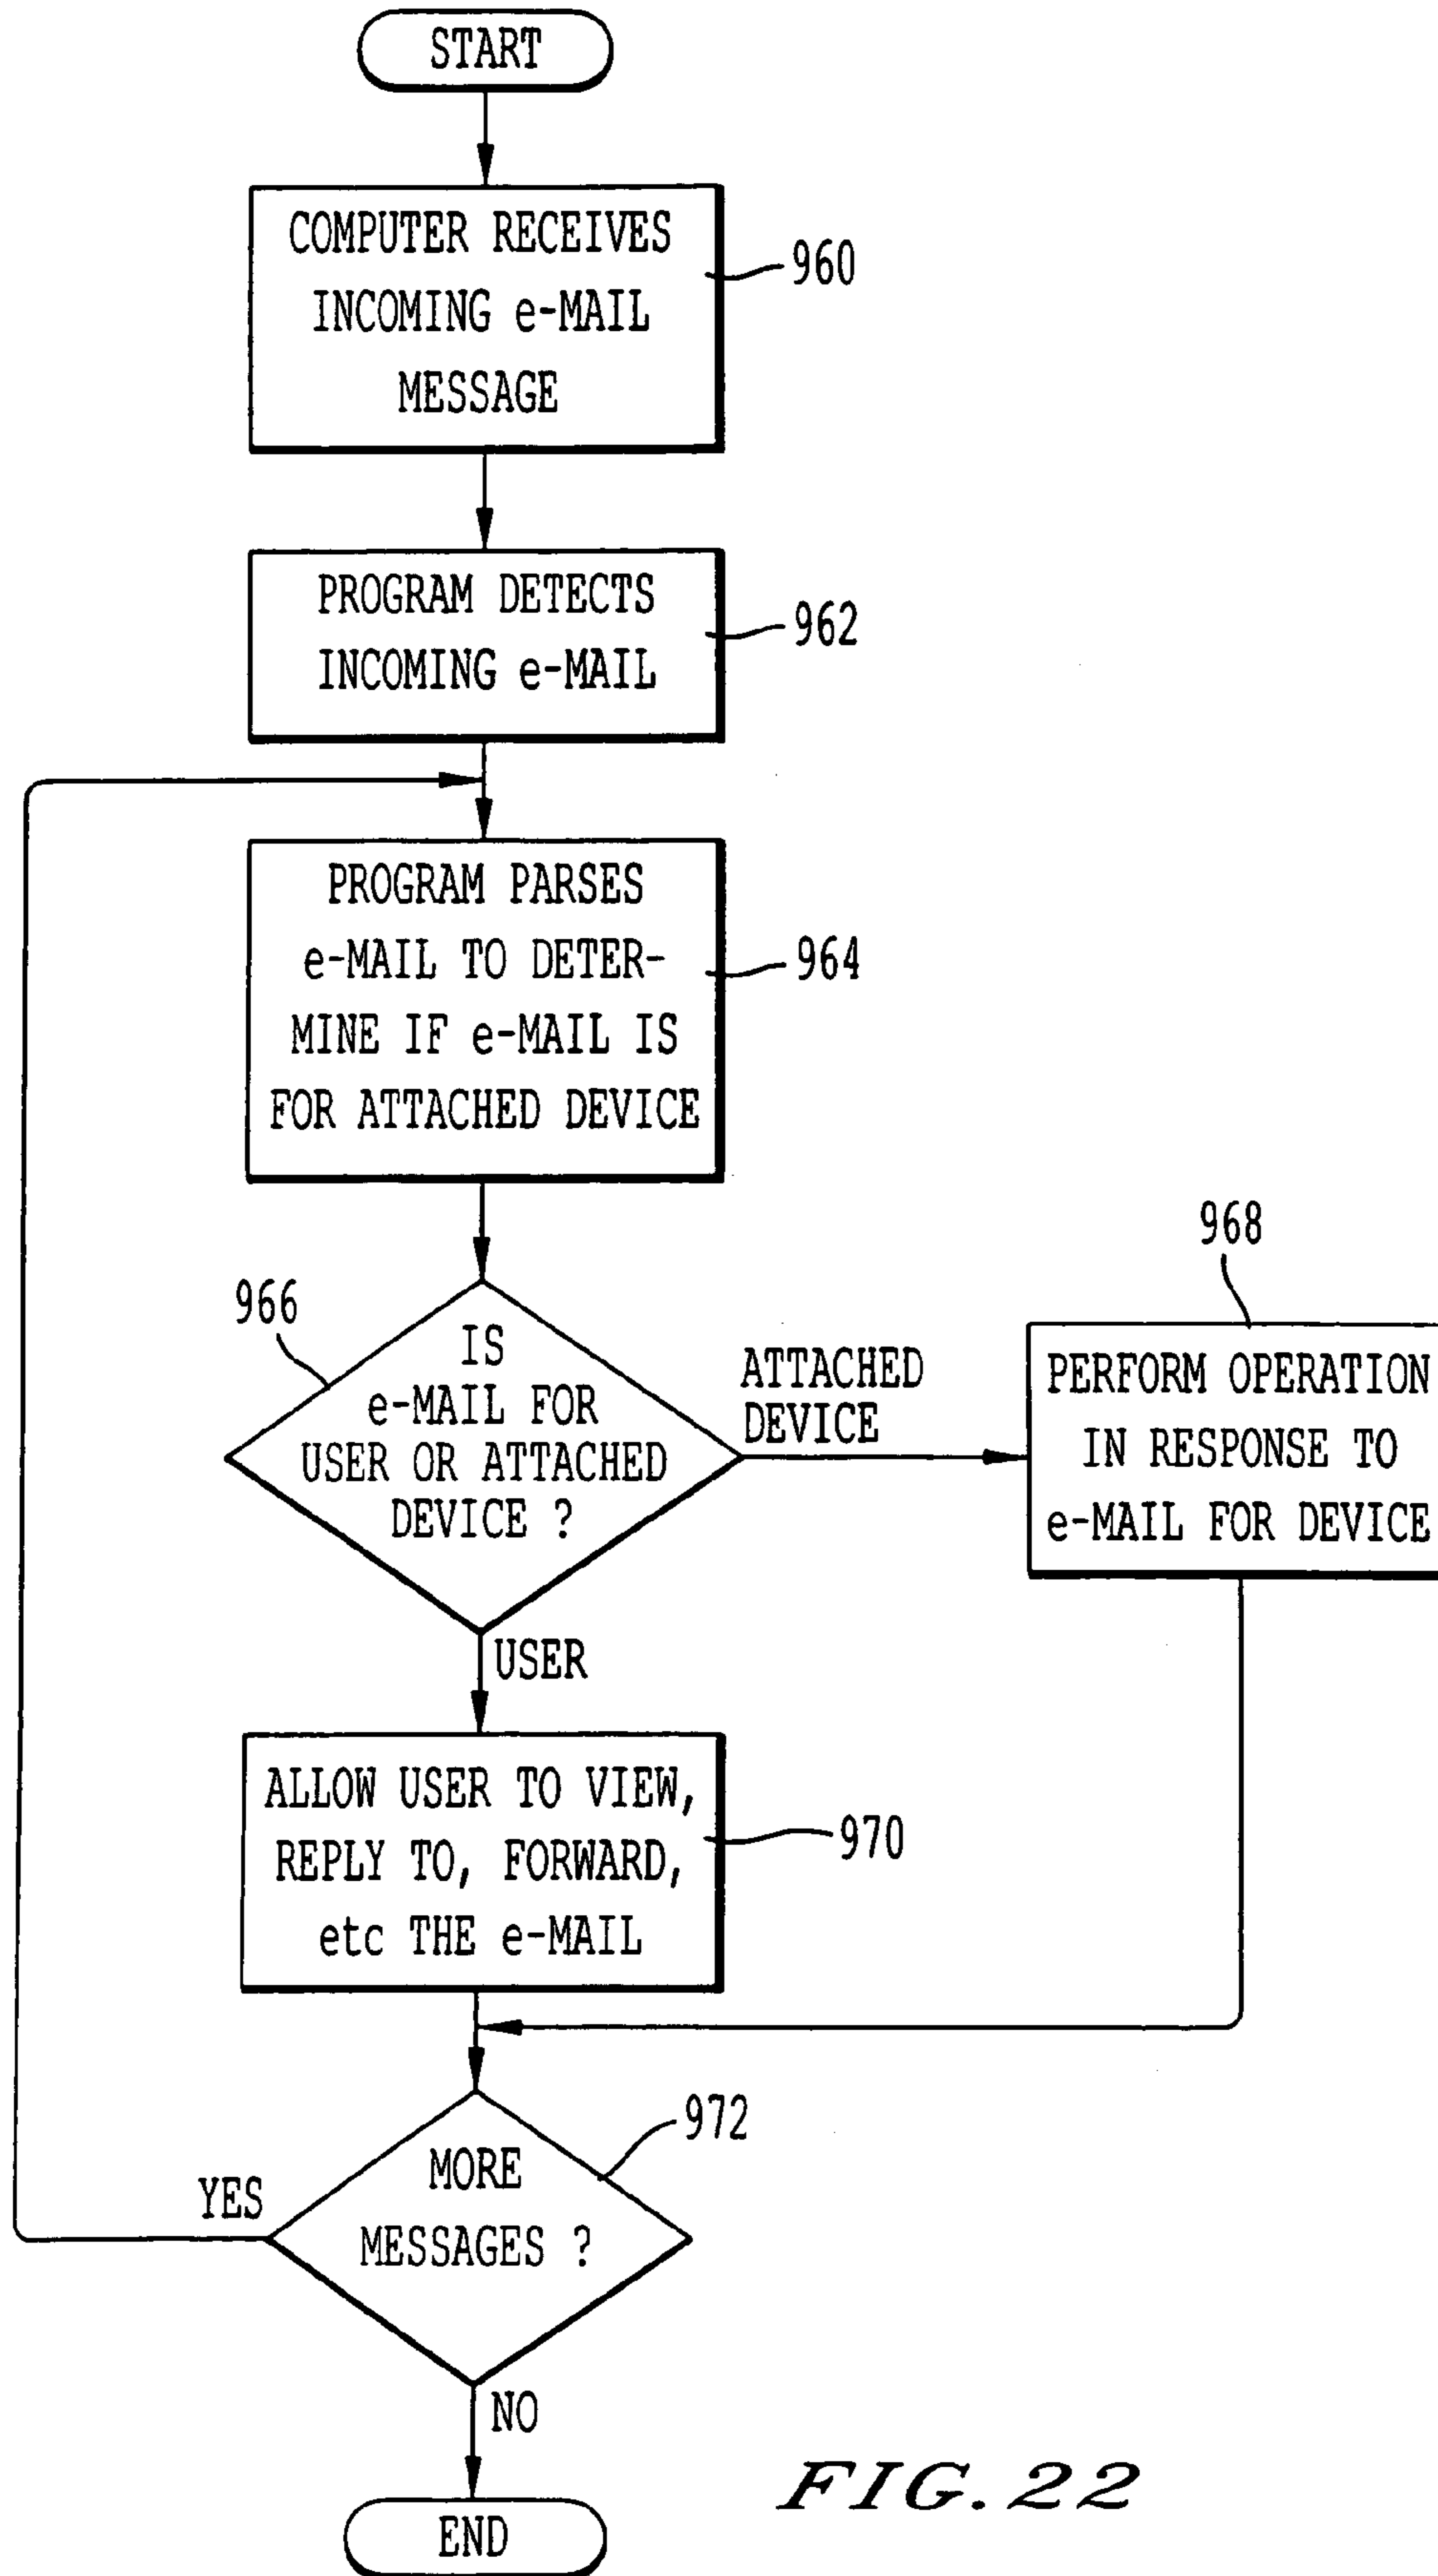 START
COMPUTER RECEIVES
INCOMING e-MAIL
MESSAGE
960
PROGRAM DETECTS
INCOMING e-MAIL
962
PROGRAM PARSES
e-MAIL TO DETER-
MINE IF e-MAIL IS
FOR ATTACHED DEVICE
964
966
IS
e-MAIL FOR
USER OR ATTACHED
DEVICE ?
ATTACHED
DEVICE
968
PERFORM OPERATION
IN RESPONSE TO
e-MAIL FOR DEVICE
USER
ALLOW USER TO VIEW,
REPLY TO, FORWARD,
etc THE e-MAIL
970
972
MORE
MESSAGES ?
YES
NO
END
FIG. 22